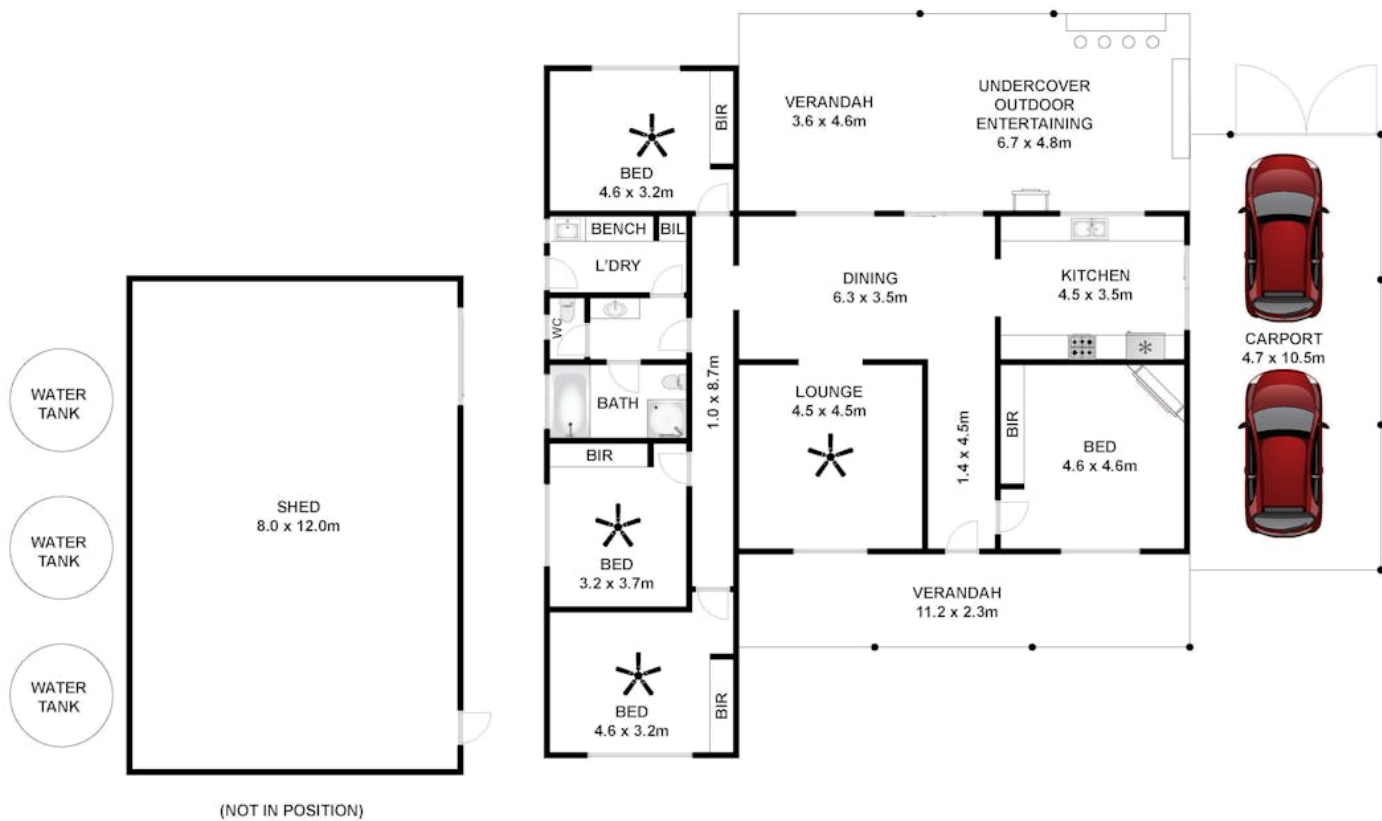 VERANDAH
3.6 x 4.6m
UNDERCOVER
OUTDOOR
ENTERTAINING
6.7 x 4.8m
BIR
BED
4.6 x 3.2m
BENCH
BIL
L'DRY
WC
BATH
1.0 x 8.7m
DINING
6.3 x 3.5m
KITCHEN
4.5 x 3.5m
CARPORT
4.7 x 10.5m
LOUNGE
4.5 x 4.5m
1.4 x 4.5m
BIR
BED
4.6 x 4.6m
BIR
BED
3.2 x 3.7m
VERANDAH
11.2 x 2.3m
BED
4.6 x 3.2m
BIR
WATER
TANK
WATER
TANK
WATER
TANK
SHED
8.0 x 12.0m
(NOT IN POSITION)